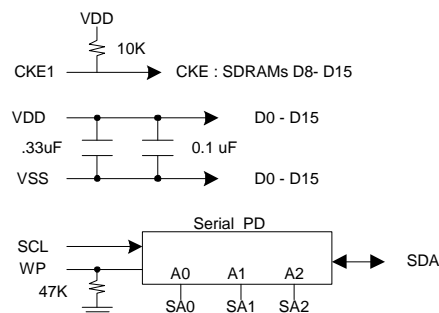 VDD
10K
CKE1 CKE : SDRAMs D8- D15
VDD D0 - D15
.33uF 0.1 uF
VSS D0 - D15
Serial PD
SCL
A0 A1 A2
SDA
WP
47K
SA0 SA1 SA2